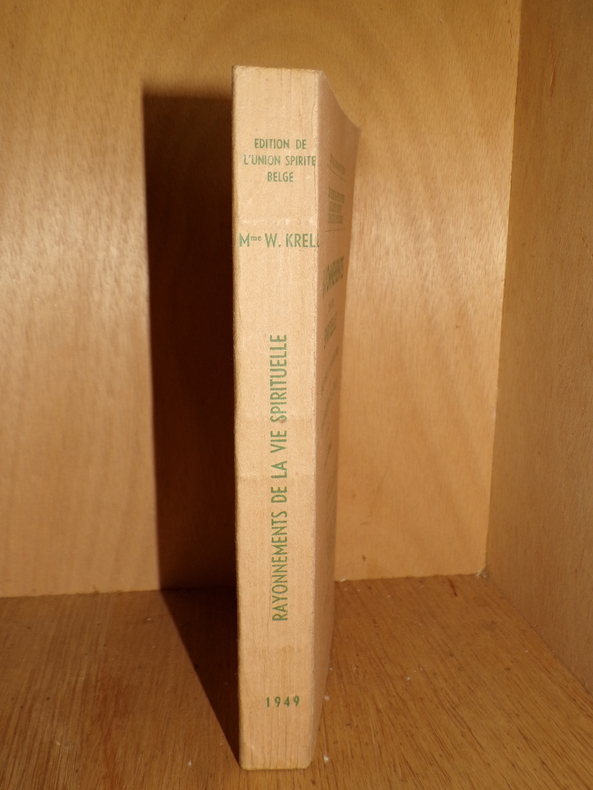 EDITION DE
L'UNION SPIRITE
BELGE
Mme W. KRELL
RAYONNEMENTS DE LA VIE SPIRITUELLE
1949